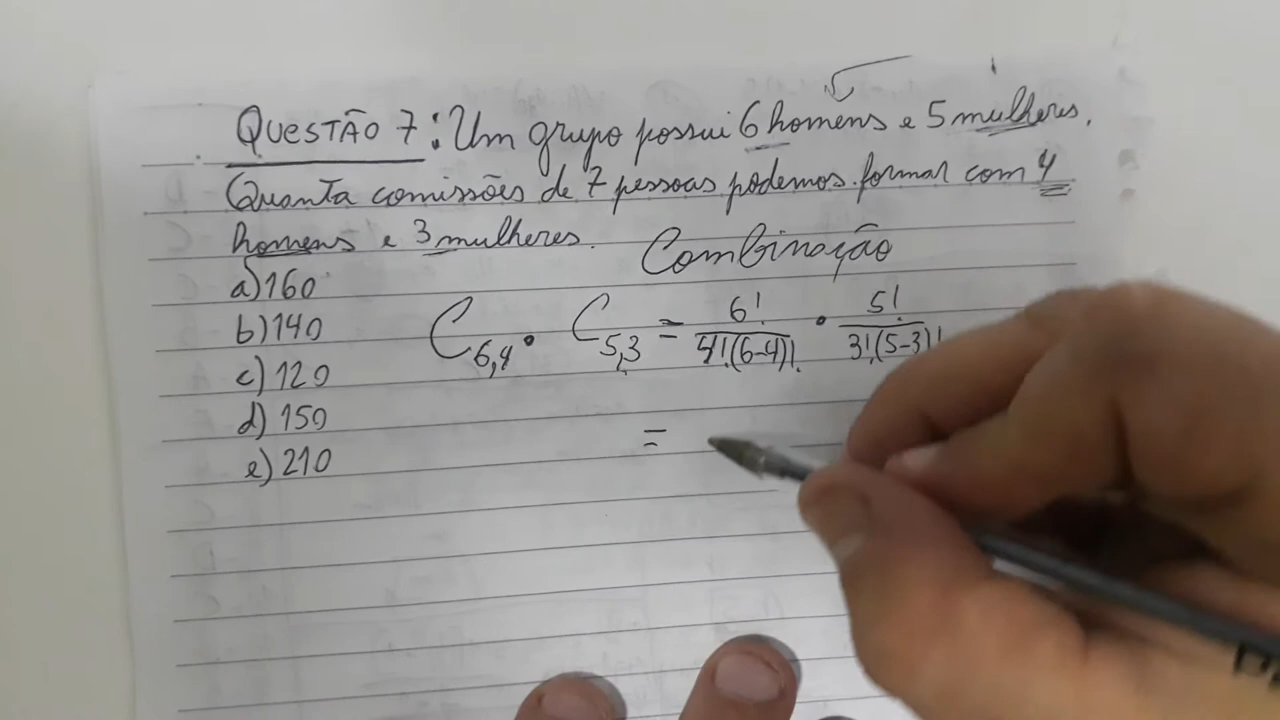 QUESTÃO 7: Um grupo possui 6 homens e 5 mulheres.
Quanta comissões de 7 pessoas podemos formar com 4
homens e 3 mulheres.
Combinação
a) 160
b) 140
c) 120
d) 150
e) 210
C6,4 · C5,3 = 6!/4!(6-4)! · 5!/3!(5-3)!
=